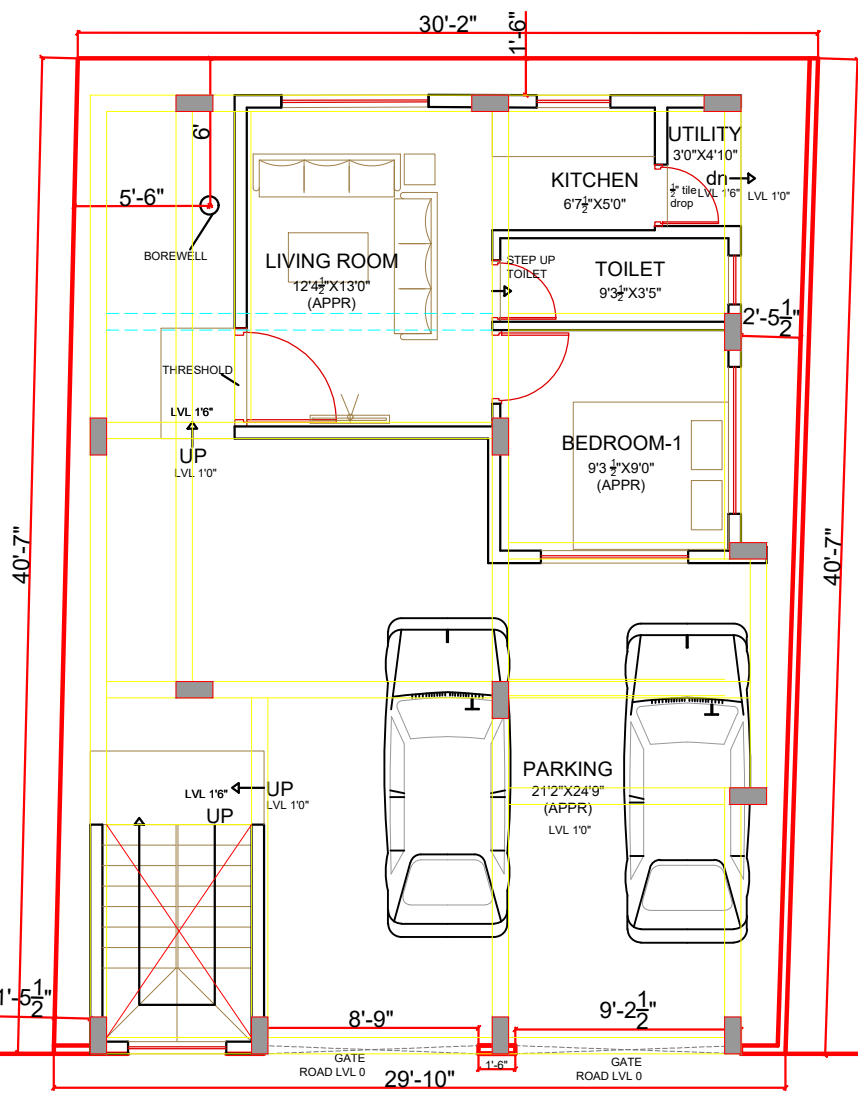 30'-2"
1'-6"
6'
5'-6"
BOREWELL
UTILITY
3'0"X4'10"
dn
LVL 1'6"
LVL 1'0"
½" tile
drop
KITCHEN
6'7½"X5'0"
LIVING ROOM
12'4½"X13'0"
(APPR)
STEP UP
TOILET
TOILET
9'3½"X3'5"
2'-5½"
THRESHOLD
LVL 1'6"
UP
LVL 1'0"
BEDROOM-1
9'3½"X9'0"
(APPR)
40'-7"
40'-7"
PARKING
21'2"X24'9"
(APPR)
LVL 1'0"
LVL 1'6"
UP
LVL 1'0"
UP
1'-5½"
8'-9"
9'-2½"
GATE
ROAD LVL 0
1'-6"
GATE
ROAD LVL 0
29'-10"